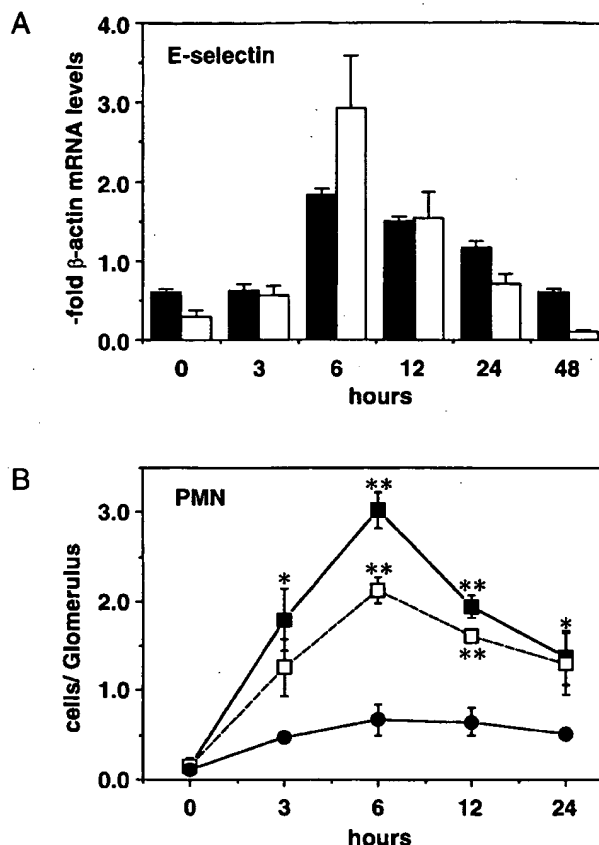 A
E-selectin
-fold β-actin mRNA levels
4.0
3.0
2.0
1.0
0.0
0 3 6 12 24 48
hours
B
PMN
cells/ Glomerulus
3.0
2.0
1.0
0.0
*
**
**
**
**
*
0 3 6 12 24
hours